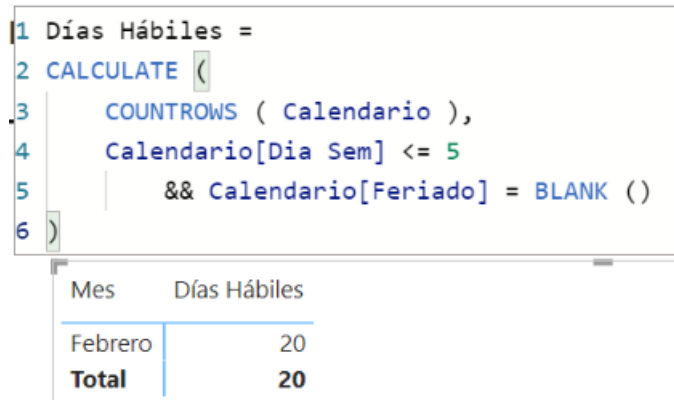 1 Días Hábiles =
2 CALCULATE (
3 COUNTROWS ( Calendario ),
4 Calendario[Dia Sem] <= 5
5 && Calendario[Feriado] = BLANK ()
6 )
Mes Días Hábiles
Febrero 20
Total 20